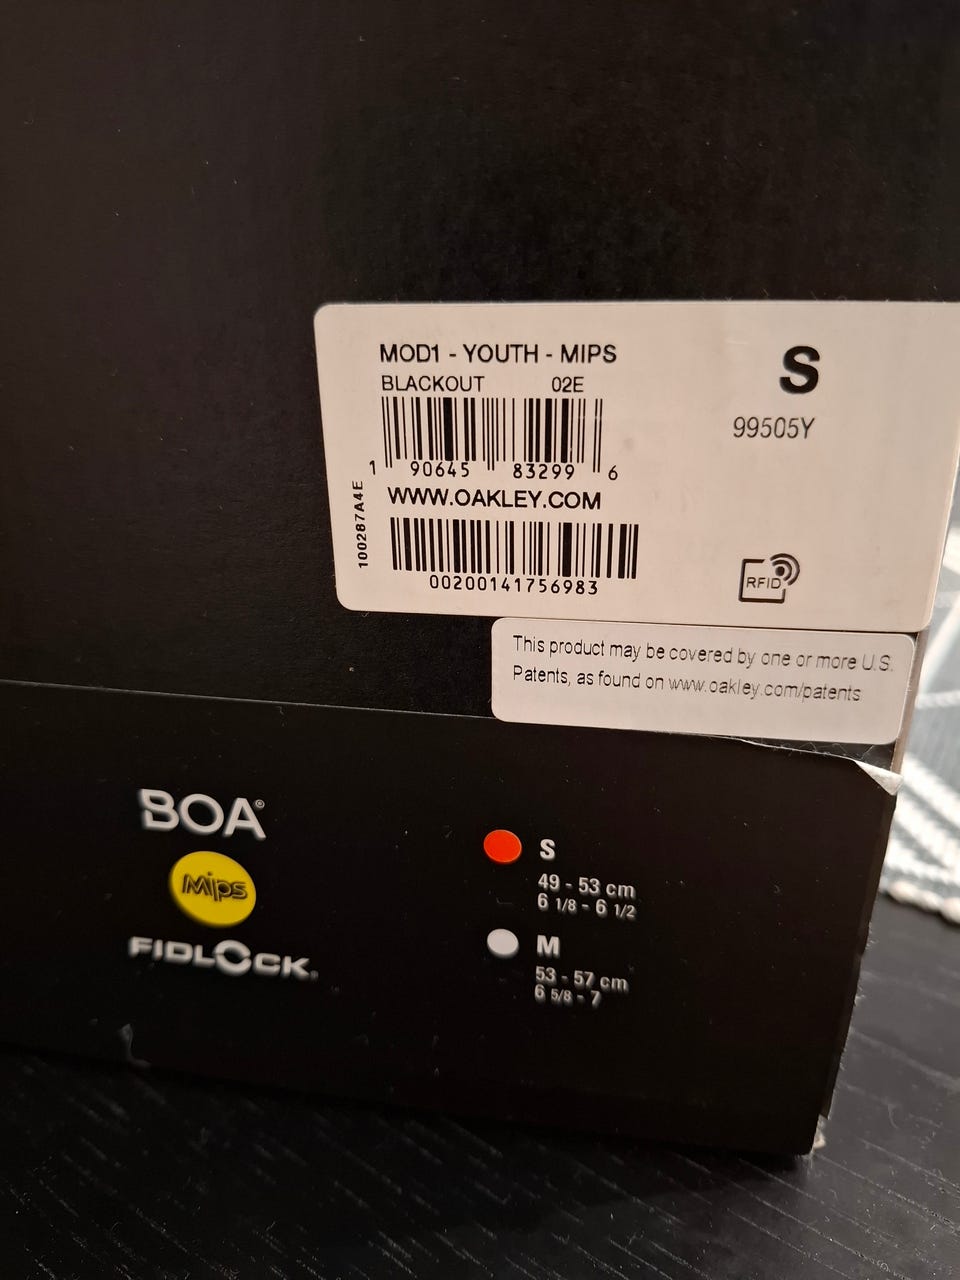 MOD1 - YOUTH - MIPS
S
BLACKOUT 02E
99505Y
1 90645 83299 6
100287A4E
WWW.OAKLEY.COM
00200141756983
RFID
This product may be covered by one or more U.S.
Patents, as found on www.oakley.com/patents
BOA®
Mips
FIDLOCK®
S
49 - 53 cm
6 1/8 - 6 1/2
M
53 - 57 cm
6 5/8 - 7